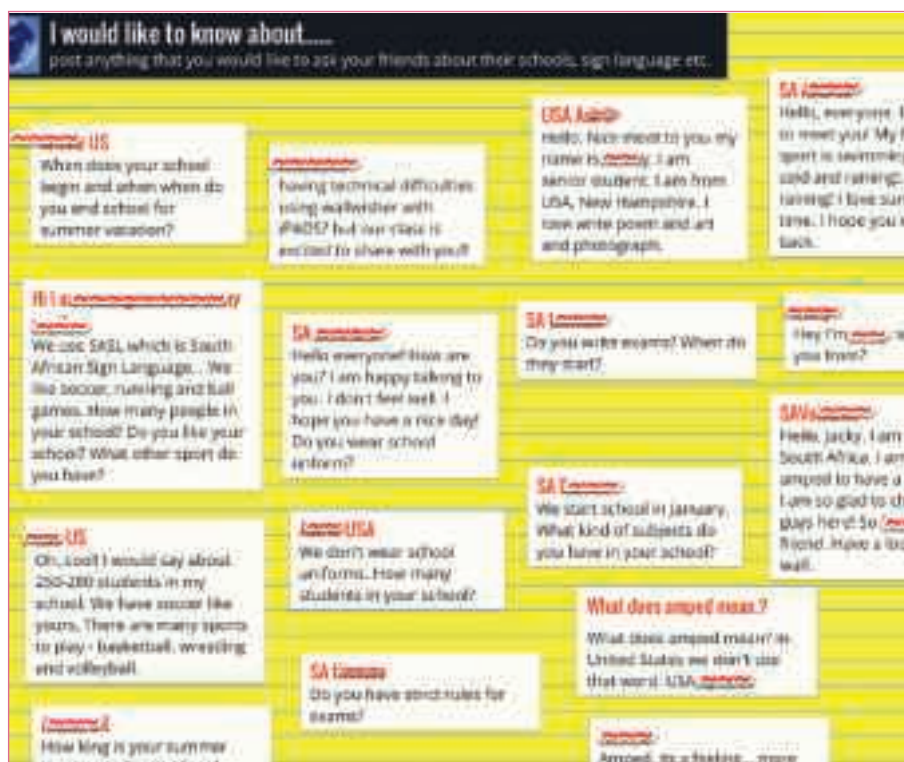 I would like to know about.....
post anything that you would like to ask your friends about their schools, sign language etc.
US
When does your school
begin and when when do
you end school for
summer vacation?
having technical difficulties
using wallwisher with
iPADS? but our class is
excited to share with you!!
USA
Hello. Nice meet to you my
name is I am
senior student. I am from
USA, New Hampshire. I
love write poem and art
and photograph.
SA
Hello, everyone.
to meet you! My
sport is swimming
cold and raining!
raining! I love
time. I hope you
back.
Hi I
We use SASL which is South
African Sign Language... We
like soccer, running and ball
games. How many people in
your school? Do you like your
school? What other sport do
you have?
SA
Hello everyone! How are
you? I am happy talking to
you. I don't feel well. I
hope you have a nice day!
Do you wear school
uniform?
SA
Do you write exams? When do
they start?
Hey I'm
you from?
SA
Hello, Jacky. I am
South Africa. I am
amped to have a
I am so glad to
guys here! So
friend. Have a
wall.
SA
We start school in January.
What kind of subjects do
you have in your school?
US
Oh, cool! I would say about
250-280 students in my
school. We have soccer like
yours. There are many sports
to play - basketball, wrestling
and volleyball.
USA
We don't wear school
uniforms. How many
students in your school?
What does amped mean.?
What does amped mean? In
United States we don't use
that word. USA
SA
Do you have strict rules for
exams?
How king is your summer
Amped, its a feeling... more